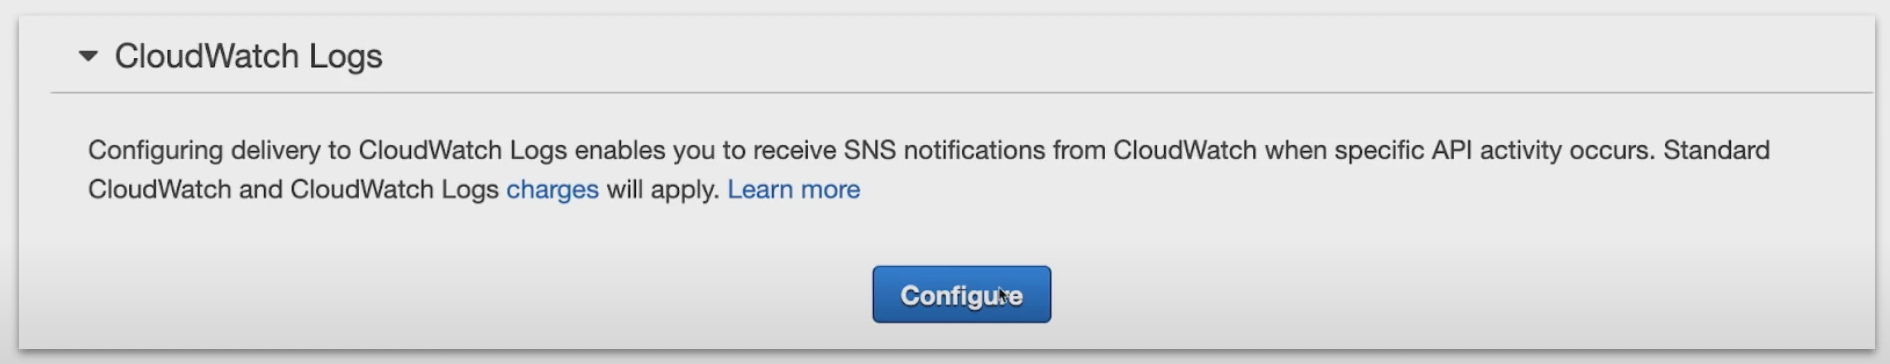 CloudWatch Logs
Configuring delivery to CloudWatch Logs enables you to receive SNS notifications from CloudWatch when specific API activity occurs. Standard
CloudWatch and CloudWatch Logs charges will apply. Learn more
Configure